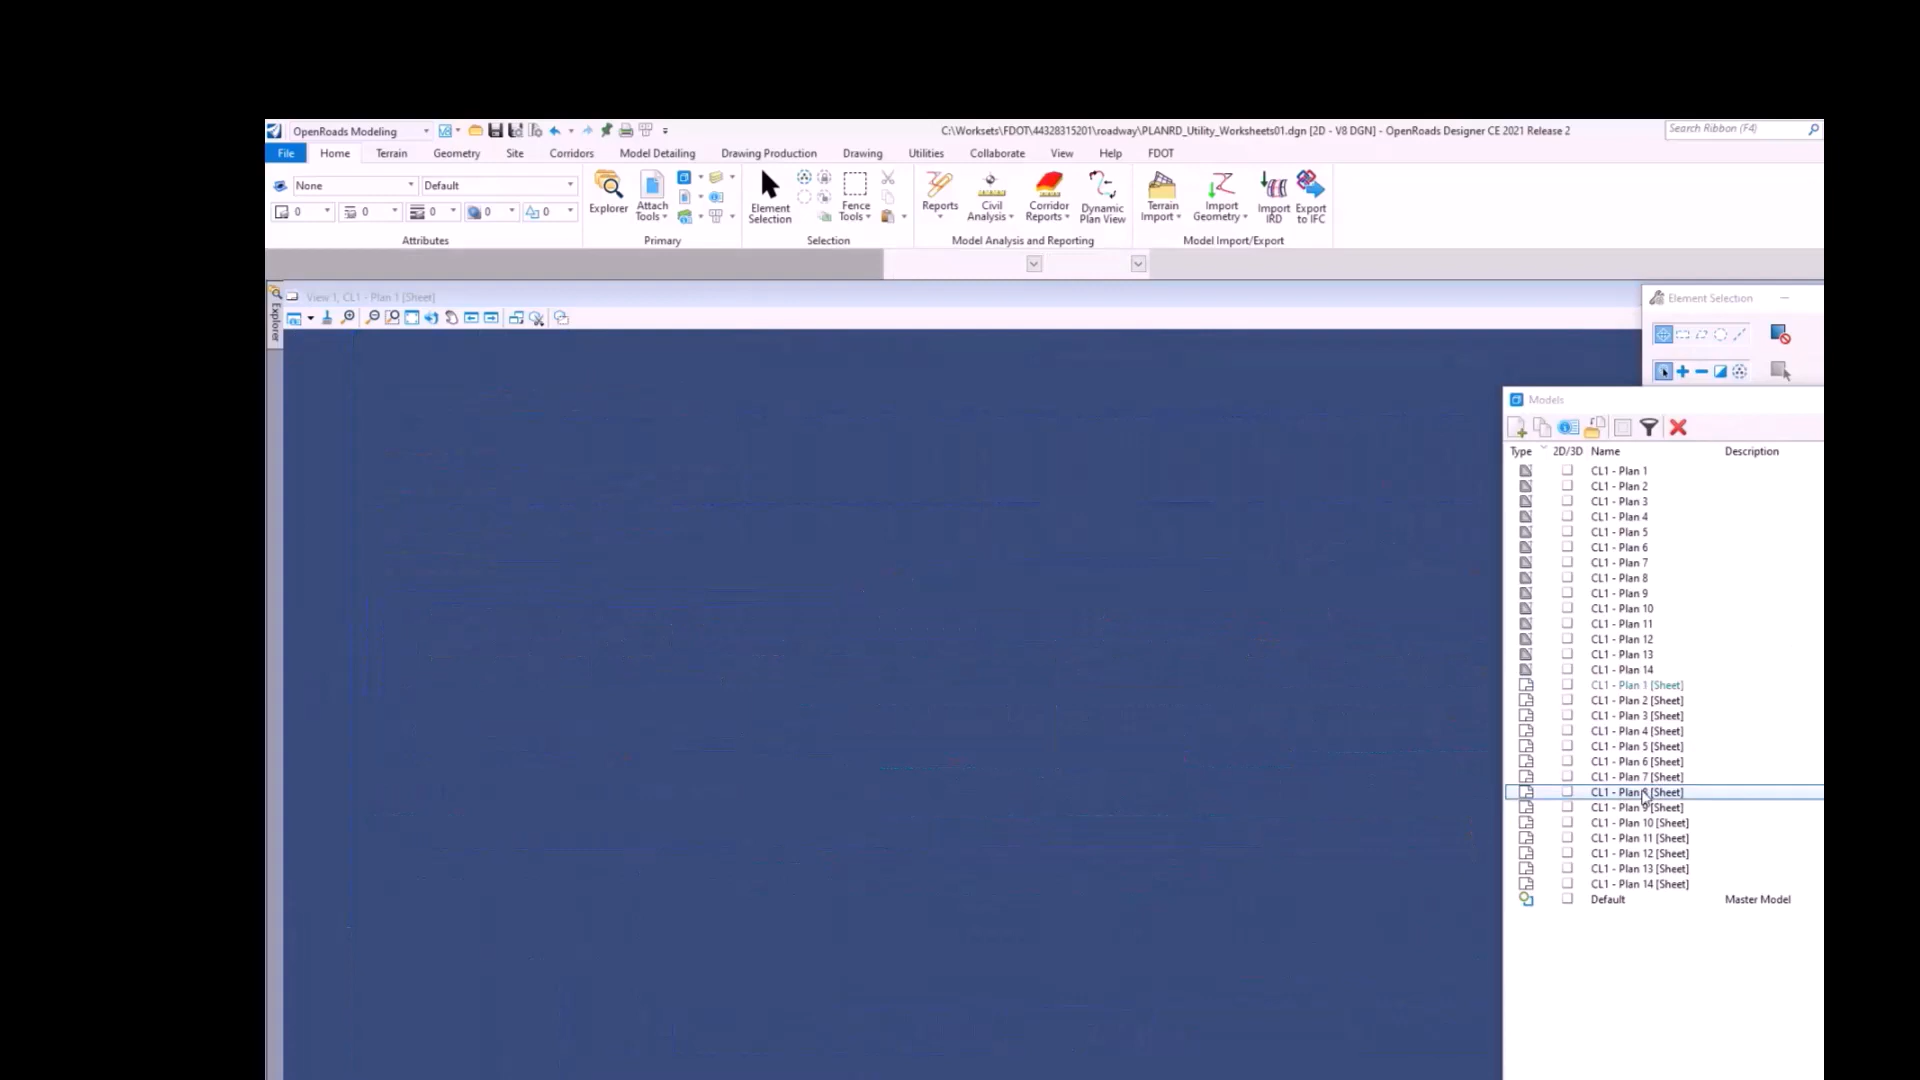 OpenRoads Modeling
C:\Worksets\FDOT\44328315201\roadway\PLANRD_Utility_Worksheets01.dgn [2D - V8 DGN] - OpenRoads Designer CE 2021 Release 2
Search Ribbon (F4)
File Home Terrain Geometry Site Corridors Model Detailing Drawing Production Drawing Utilities Collaborate View Help FDOT
None Default
0 0 0 0 0
Explorer
Attach Tools
Element Selection
Fence Tools
Reports
Civil Analysis
Corridor Reports
Dynamic Plan View
Terrain Import
Import Geometry
Import IRD
Export to IFC
Attributes Primary Selection Model Analysis and Reporting Model Import/Export
Explorer
View 1, CL1 - Plan 1 [Sheet]
Element Selection
Models
Type 2D/3D Name Description
CL1 - Plan 1
CL1 - Plan 2
CL1 - Plan 3
CL1 - Plan 4
CL1 - Plan 5
CL1 - Plan 6
CL1 - Plan 7
CL1 - Plan 8
CL1 - Plan 9
CL1 - Plan 10
CL1 - Plan 11
CL1 - Plan 12
CL1 - Plan 13
CL1 - Plan 14
CL1 - Plan 1 [Sheet]
CL1 - Plan 2 [Sheet]
CL1 - Plan 3 [Sheet]
CL1 - Plan 4 [Sheet]
CL1 - Plan 5 [Sheet]
CL1 - Plan 6 [Sheet]
CL1 - Plan 7 [Sheet]
CL1 - Plan 8 [Sheet]
CL1 - Plan 9 [Sheet]
CL1 - Plan 10 [Sheet]
CL1 - Plan 11 [Sheet]
CL1 - Plan 12 [Sheet]
CL1 - Plan 13 [Sheet]
CL1 - Plan 14 [Sheet]
Default Master Model